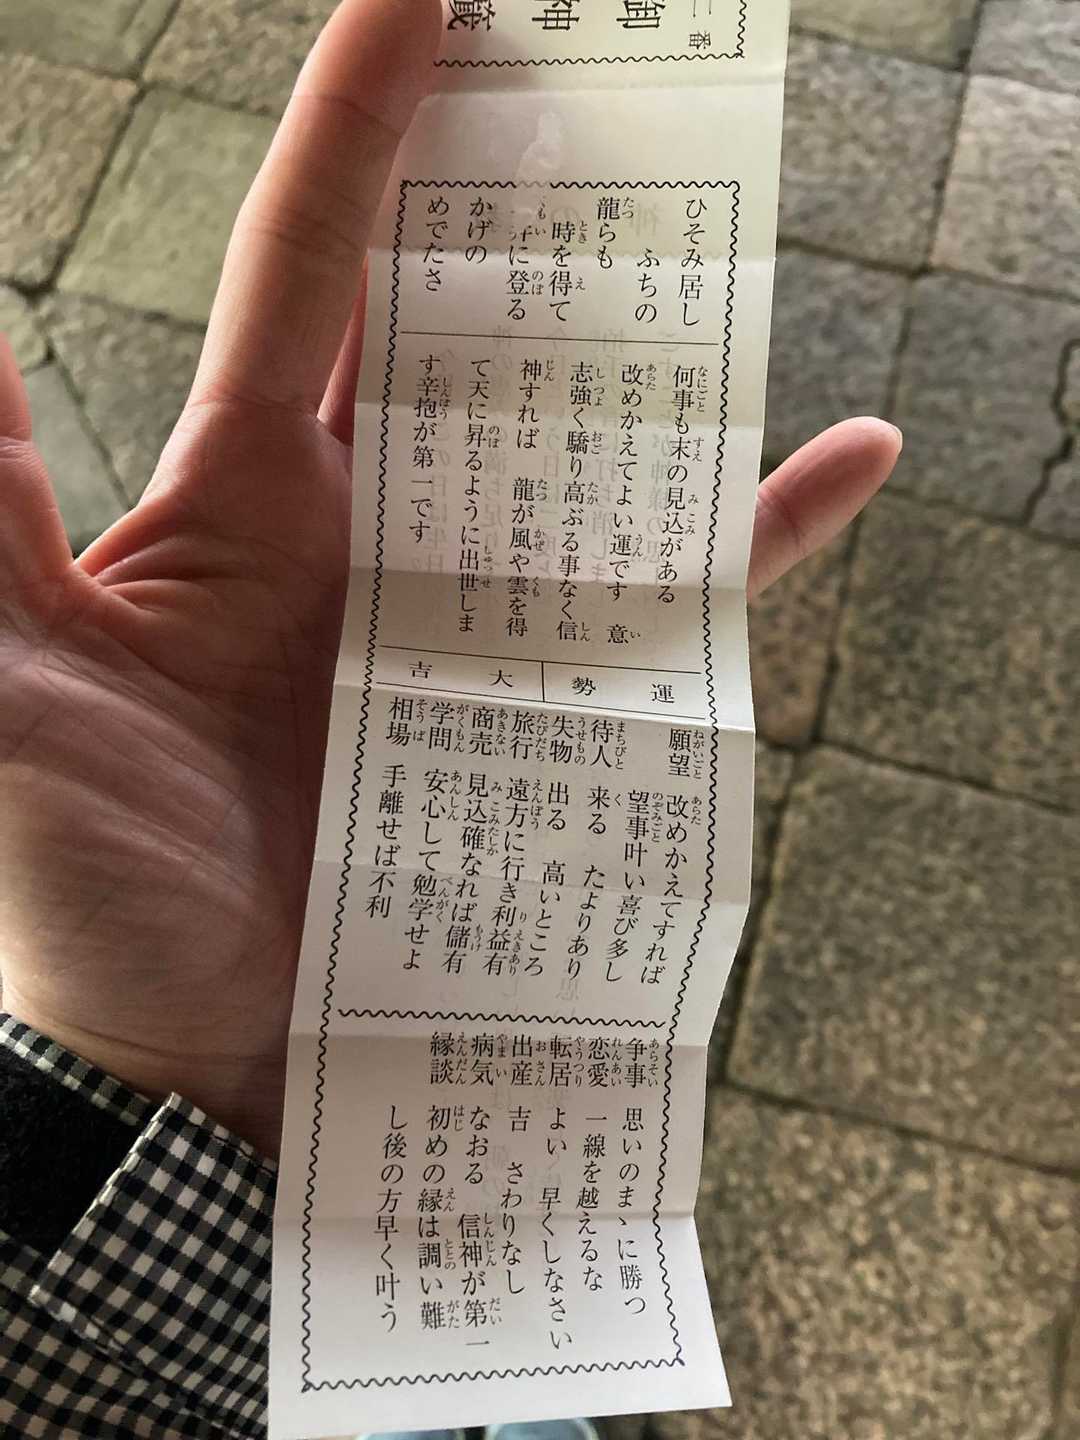 二番
御神籤
ひそみ居し
ふちの
龍らも
時を得て
に登る
かげの
めでたさ
何事も末の見込がある
改めかえてよい運です 意
志強く驕り高ぶる事なく信
神すれば 龍が風や雲を得
て天に昇るように出世しま
す辛抱が第一です
運勢 大吉
願望 改めかえてすれば
望事叶い喜び多し
待人 来る たよりあり
失物 出る 高いところ
旅行 遠方に行き利益有
商売 見込確なれば儲有
学問 安心して勉学せよ
相場 手離せば不利
争事 思いのまゝに勝つ
恋愛 一線を越えるな
転居 よい 早くしなさい
出産 吉 さわりなし
病気 なおる 信神が第一
縁談 初めの縁は調い難
し後の方早く叶う